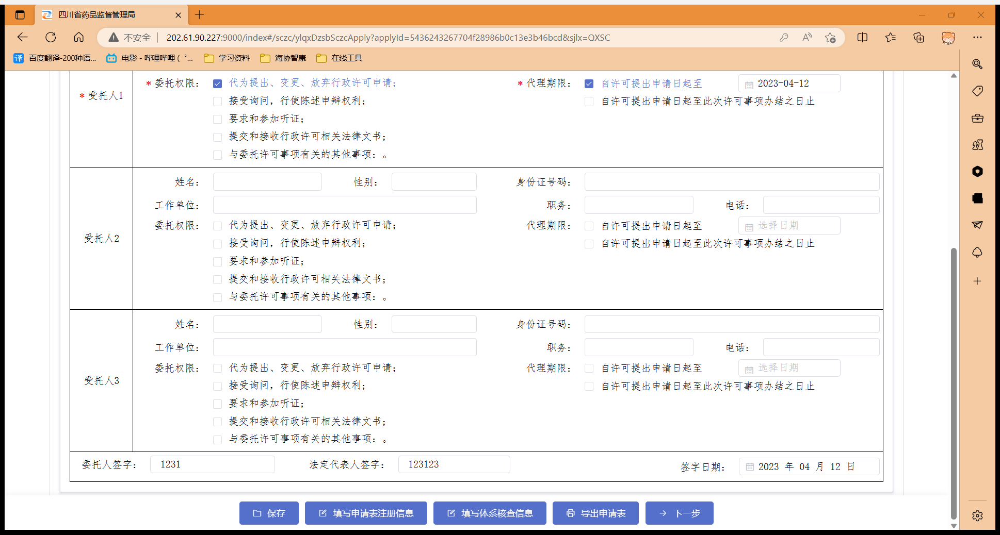 四川省药品监督管理局
不安全 202.61.90.227:9000/index#/sczc/ylqxDzsbSczcApply?applyId=5436243267704f28986b0c13e3b46bcd&sjlx=QXSC
百度翻译-200种语... 电影 - 哔哩哔哩 ( ゜... 学习资料 海协智康 在线工具
* 受托人1
* 委托权限： 代为提出、变更、放弃行政许可申请； * 代理期限： 自许可提出申请日起至 2023-04-12
接受询问，行使陈述申辩权利； 自许可提出申请日起至此次许可事项办结之日止
要求和参加听证；
提交和接收行政许可相关法律文书；
与委托许可事项有关的其他事项：。
受托人2
姓名： 性别： 身份证号码：
工作单位： 职务： 电话：
委托权限： 代为提出、变更、放弃行政许可申请； 代理期限： 自许可提出申请日起至 选择日期
接受询问，行使陈述申辩权利； 自许可提出申请日起至此次许可事项办结之日止
要求和参加听证；
提交和接收行政许可相关法律文书；
与委托许可事项有关的其他事项：。
受托人3
姓名： 性别： 身份证号码：
工作单位： 职务： 电话：
委托权限： 代为提出、变更、放弃行政许可申请； 代理期限： 自许可提出申请日起至 选择日期
接受询问，行使陈述申辩权利； 自许可提出申请日起至此次许可事项办结之日止
要求和参加听证；
提交和接收行政许可相关法律文书；
与委托许可事项有关的其他事项：。
委托人签字： 1231 法定代表人签字： 123123 签字日期： 2023 年 04 月 12 日
保存 填写申请表注册信息 填写体系核查信息 导出申请表 下一步